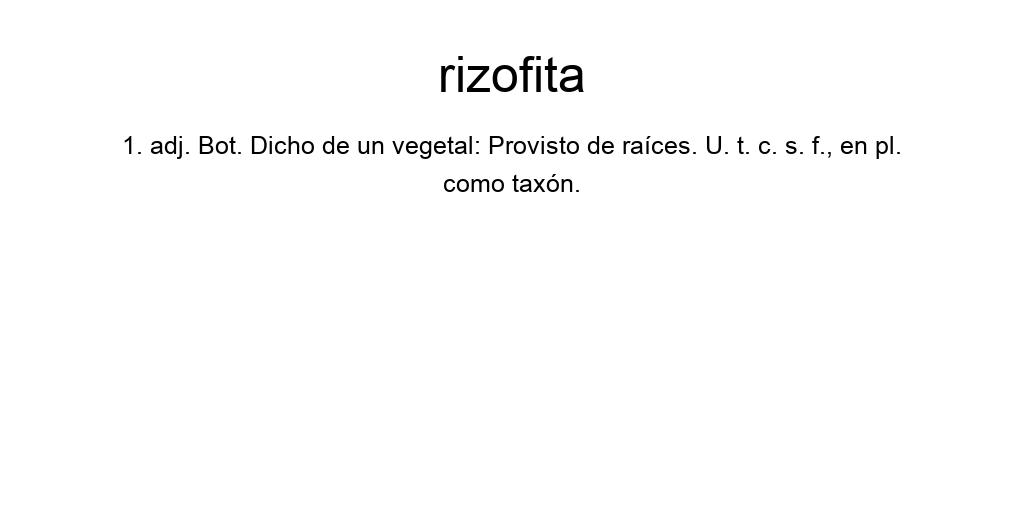 rizofita
1. adj. Bot. Dicho de un vegetal: Provisto de raíces. U. t. c. s. f., en pl.
como taxón.